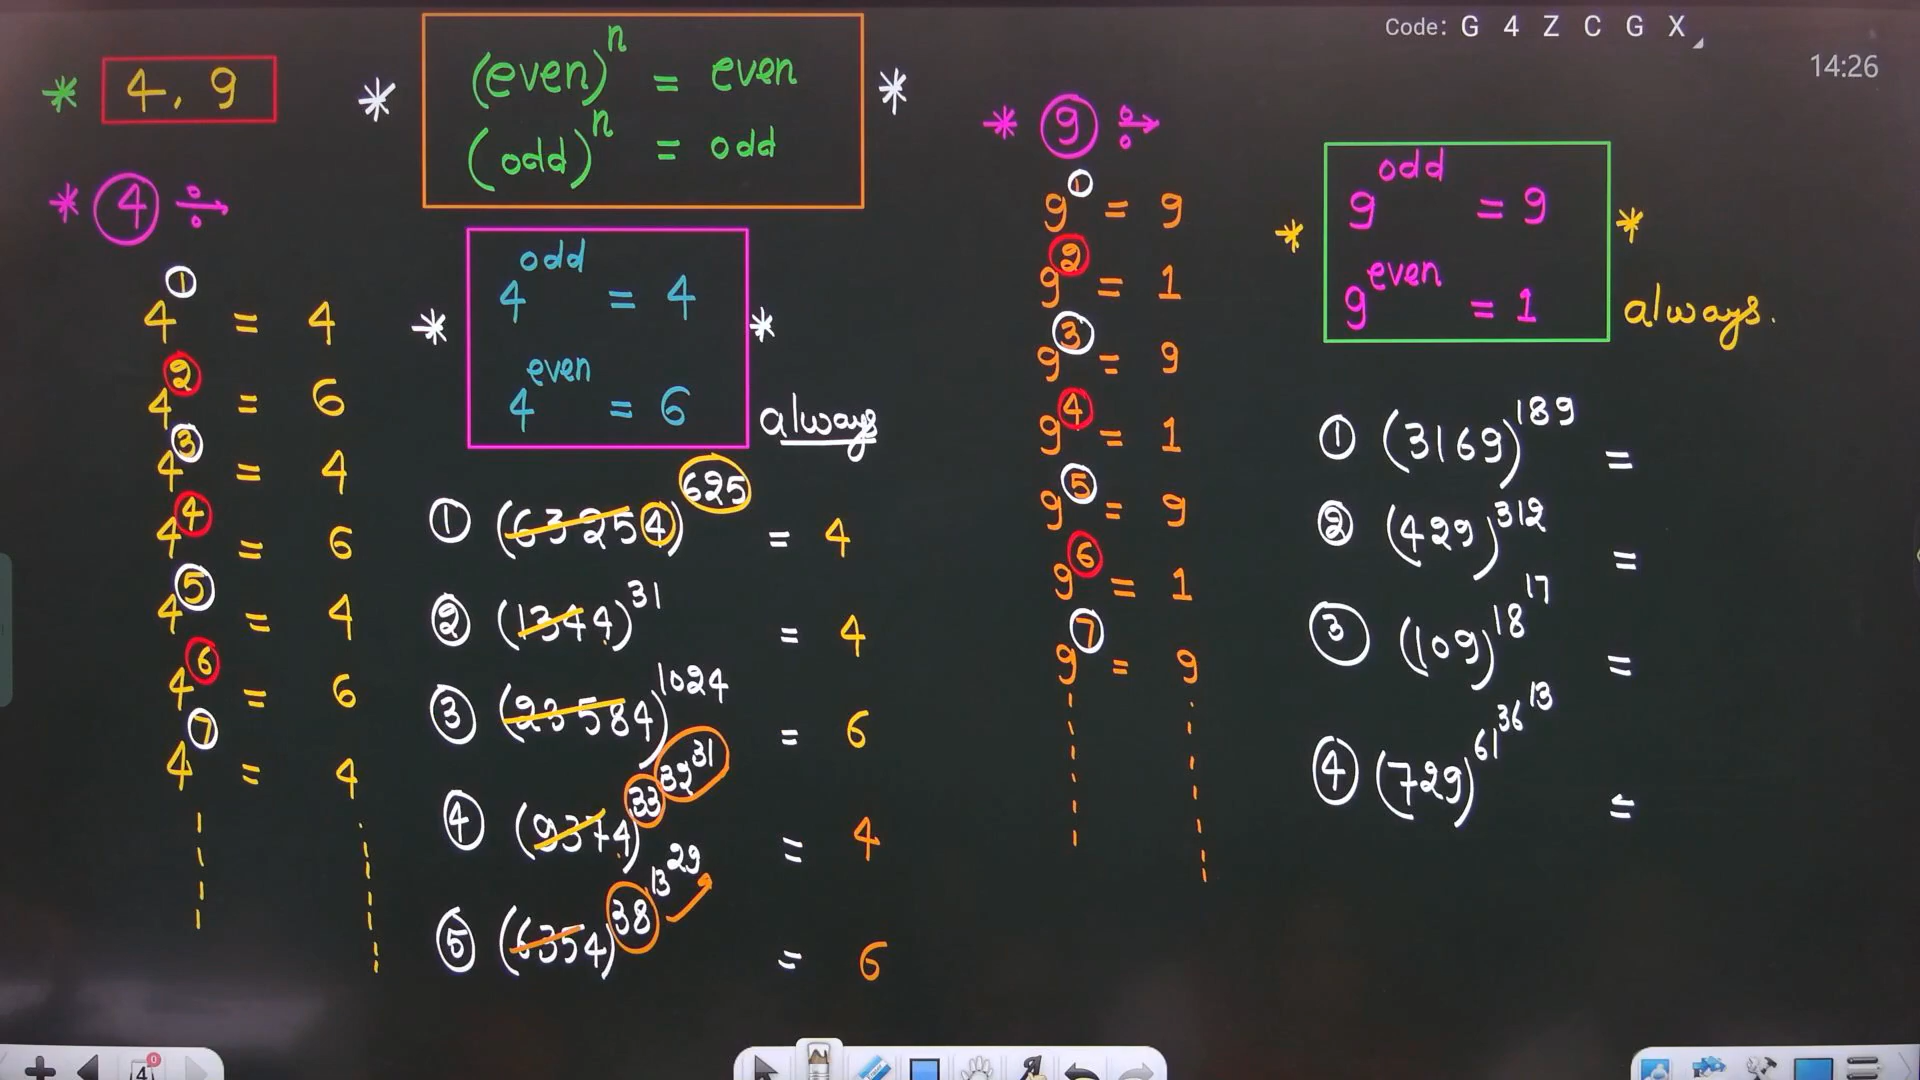 Code: G 4 Z C G X
14:26
* 4, 9
* (even)ⁿ = even *
(odd)ⁿ = odd
* ④ ÷→
4¹ = 4
4² = 6
4³ = 4
4⁴ = 6
4⁵ = 4
4⁶ = 6
4⁷ = 4
* 4^odd = 4 *
4^even = 6 always
① (63254)^625 = 4
② (1344)^31 = 4
③ (23584)^1024 = 6
④ (9374)^33^32^31 = 4
⑤ (6354)^38^13^29 = 6
* ⑨ ÷→
9¹ = 9
9² = 1
9³ = 9
9⁴ = 1
9⁵ = 9
9⁶ = 1
9⁷ = 9
* 9^odd = 9 *
9^even = 1 always.
① (3169)^189 =
② (429)^312 =
③ (109)^18^17 =
④ (729)^61^36^13 =
4
0